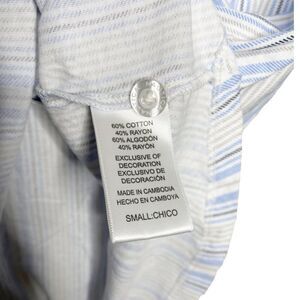 60% COTTON
40% RAYON
60% ALGODÓN
40% RAYÓN
EXCLUSIVE OF
DECORATION
EXCLUSIVO DE
DECORACIÓN
MADE IN CAMBODIA
HECHO EN CAMBOYA
SMALL:CHICO